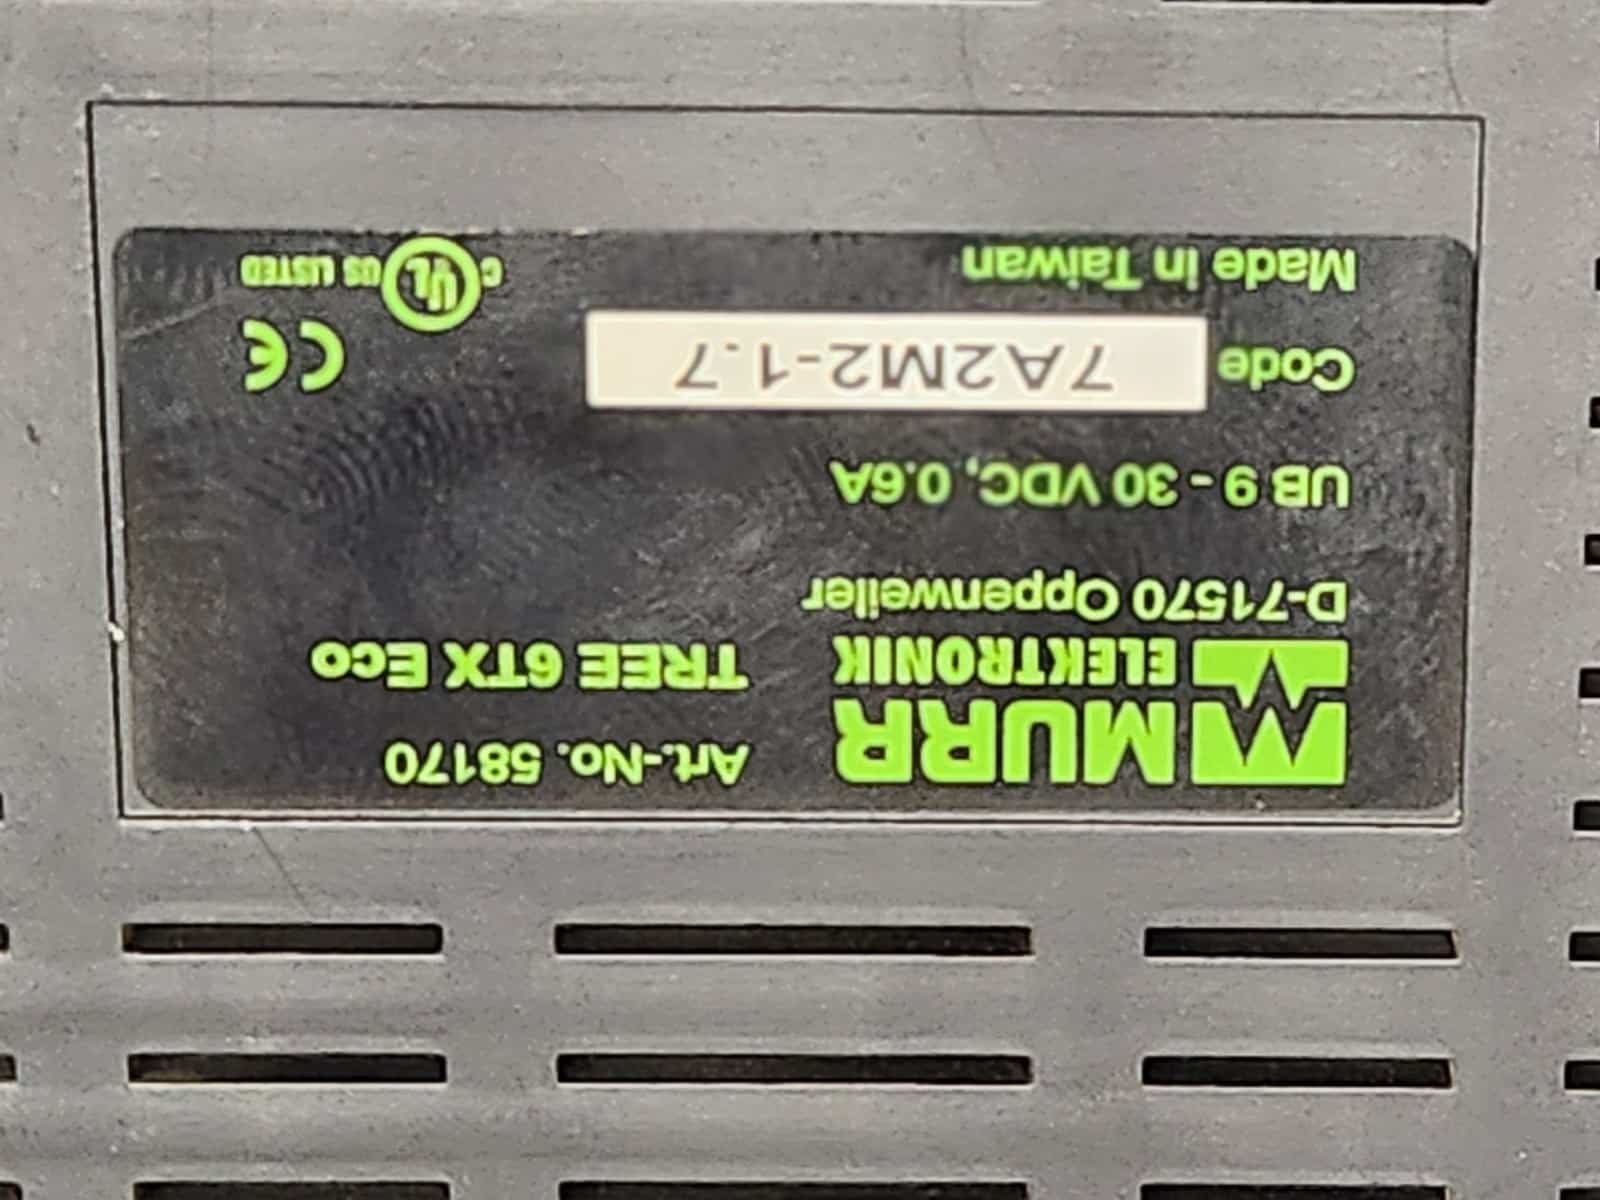 MURR
ELEKTRONIK
D-71570 Oppenweiler
Art.-No. 58170
TREE 6TX Eco
UB 9 - 30 VDC, 0.6A
Code 7A2M2-1.7
Made in Taiwan
CE
C UL US LISTED